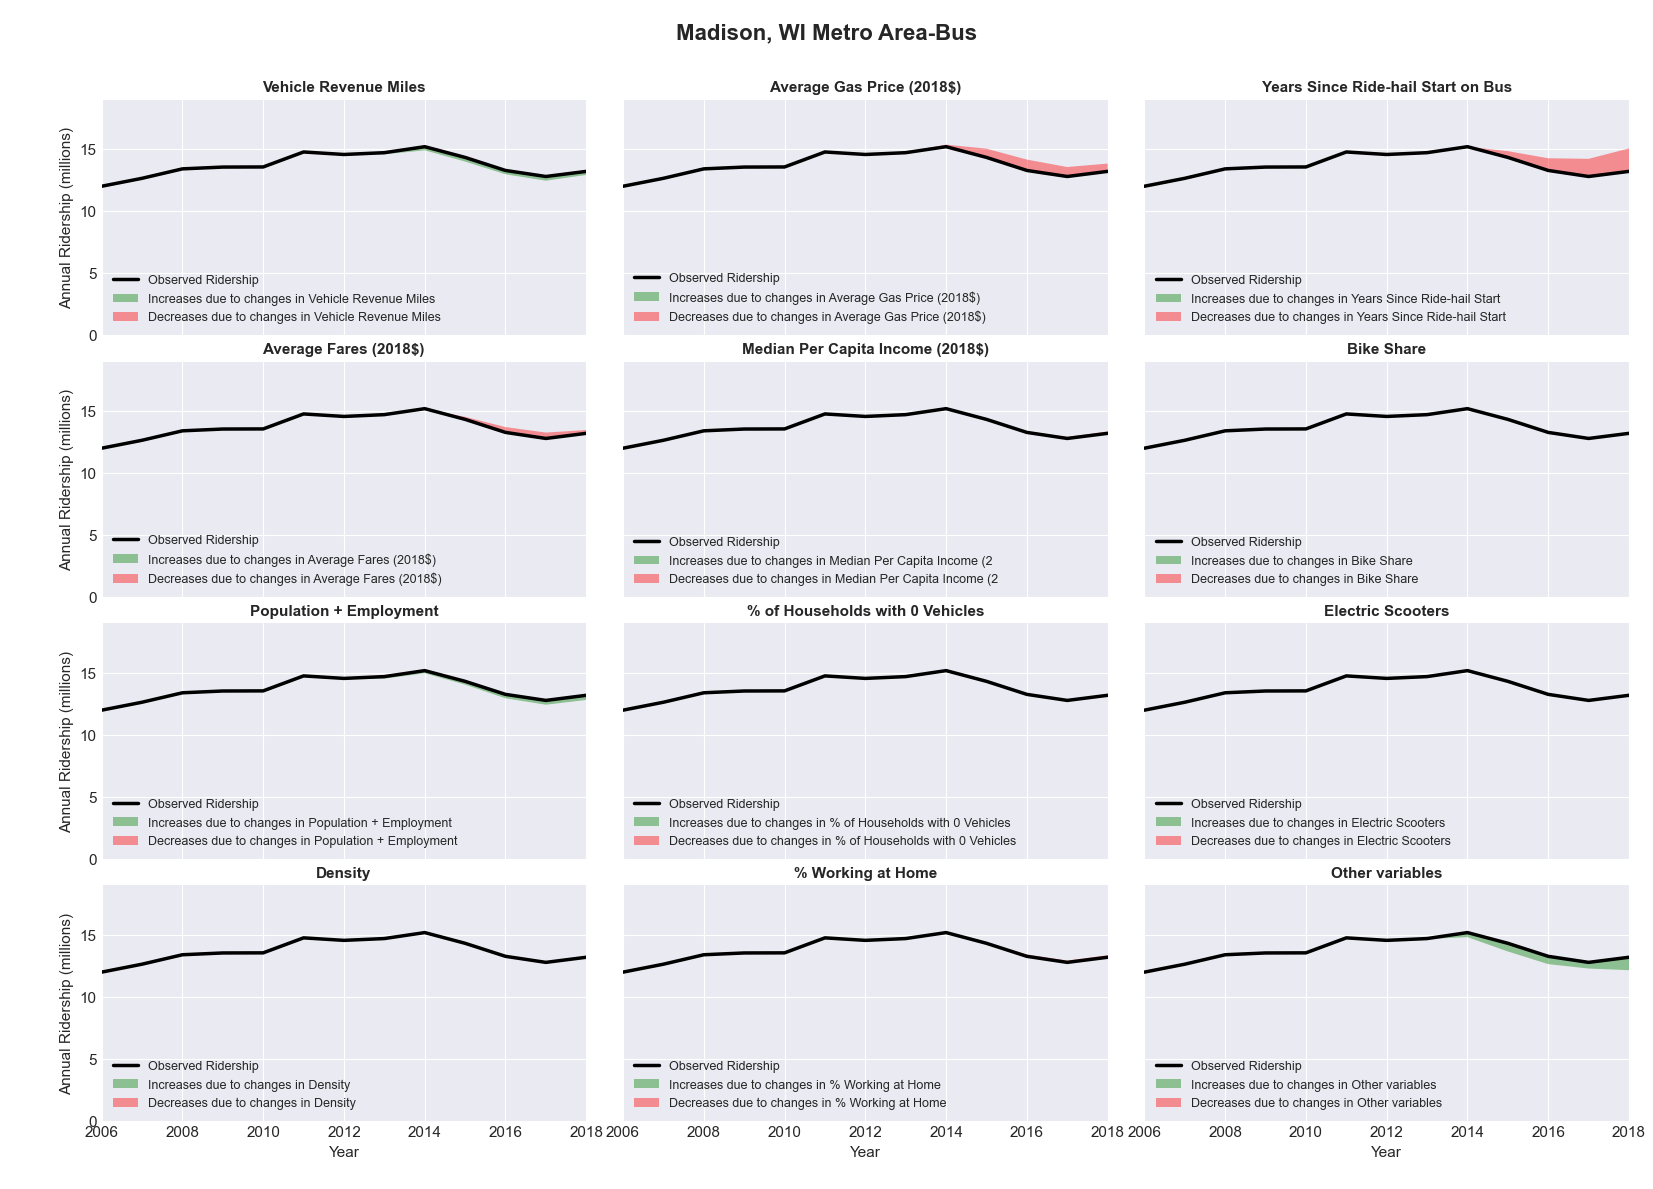 Madison, WI Metro Area-Bus
Vehicle Revenue Miles
Annual Ridership (millions)
15
10
5
0
Observed Ridership
Increases due to changes in Vehicle Revenue Miles
Decreases due to changes in Vehicle Revenue Miles
Average Gas Price (2018$)
Observed Ridership
Increases due to changes in Average Gas Price (2018$)
Decreases due to changes in Average Gas Price (2018$)
Years Since Ride-hail Start on Bus
Observed Ridership
Increases due to changes in Years Since Ride-hail Start
Decreases due to changes in Years Since Ride-hail Start
Average Fares (2018$)
Annual Ridership (millions)
15
10
5
0
Observed Ridership
Increases due to changes in Average Fares (2018$)
Decreases due to changes in Average Fares (2018$)
Median Per Capita Income (2018$)
Observed Ridership
Increases due to changes in Median Per Capita Income (2
Decreases due to changes in Median Per Capita Income (2
Bike Share
Observed Ridership
Increases due to changes in Bike Share
Decreases due to changes in Bike Share
Population + Employment
Annual Ridership (millions)
15
10
5
0
Observed Ridership
Increases due to changes in Population + Employment
Decreases due to changes in Population + Employment
% of Households with 0 Vehicles
Observed Ridership
Increases due to changes in % of Households with 0 Vehicles
Decreases due to changes in % of Households with 0 Vehicles
Electric Scooters
Observed Ridership
Increases due to changes in Electric Scooters
Decreases due to changes in Electric Scooters
Density
Annual Ridership (millions)
15
10
5
0
Observed Ridership
Increases due to changes in Density
Decreases due to changes in Density
2006 2008 2010 2012 2014 2016 2018
Year
% Working at Home
Observed Ridership
Increases due to changes in % Working at Home
Decreases due to changes in % Working at Home
2006 2008 2010 2012 2014 2016 2018
Year
Other variables
Observed Ridership
Increases due to changes in Other variables
Decreases due to changes in Other variables
2006 2008 2010 2012 2014 2016 2018
Year